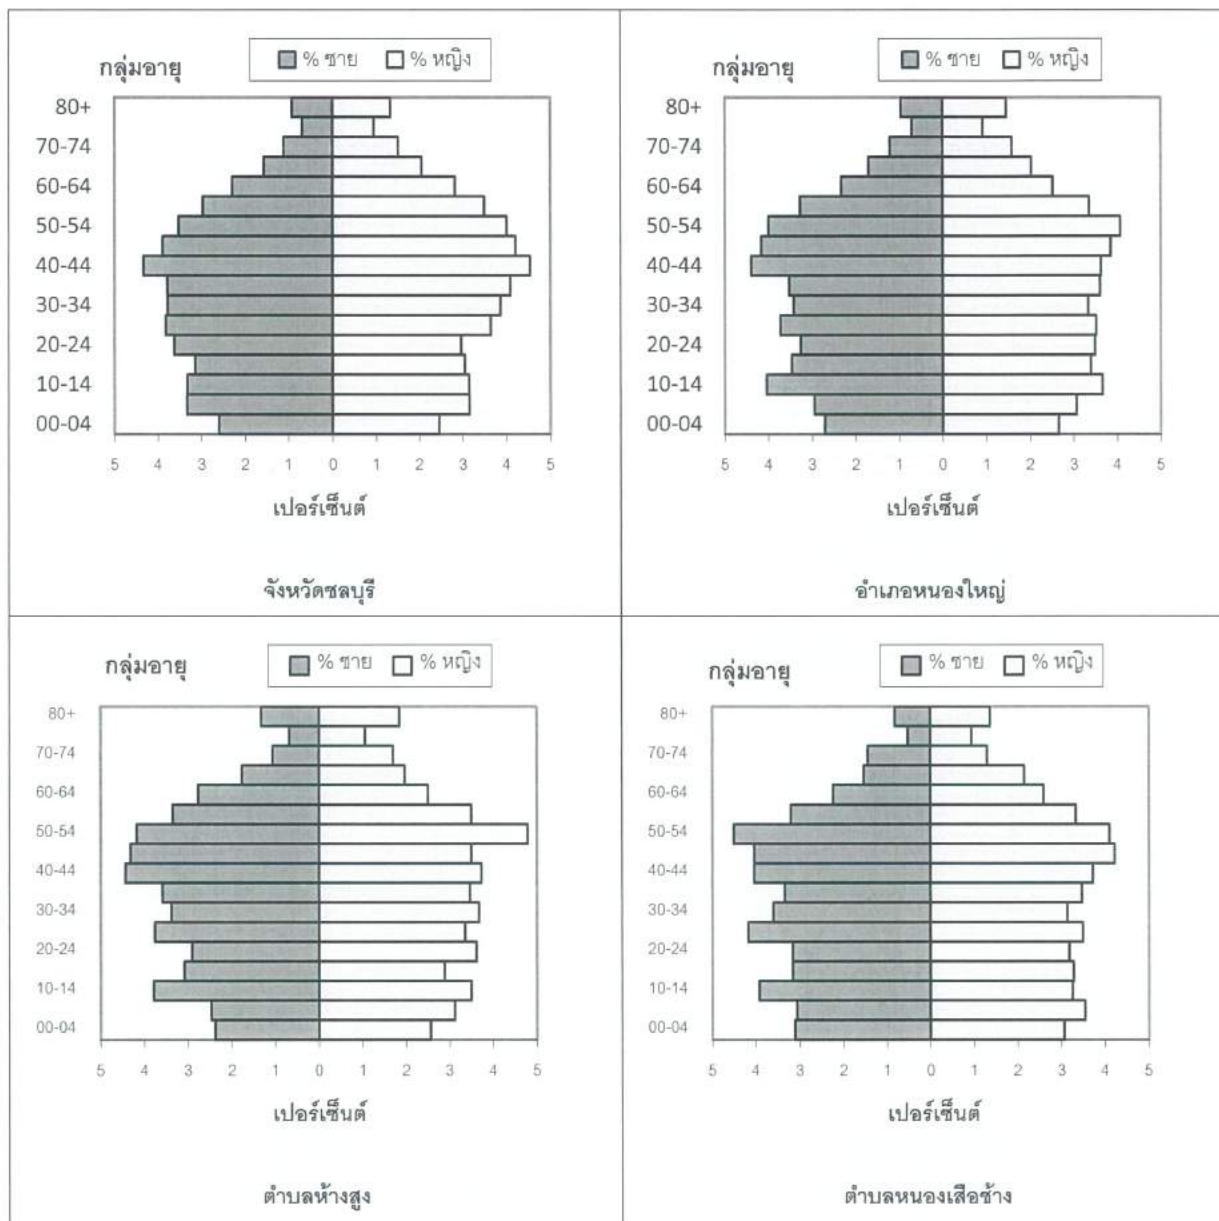 % ชาย % หญิง
กลุ่มอายุ
80+
70-74
60-64
50-54
40-44
30-34
20-24
10-14
00-04
5 4 3 2 1 0 1 2 3 4 5
เปอร์เซ็นต์
จังหวัดชลบุรี
% ชาย % หญิง
กลุ่มอายุ
80+
70-74
60-64
50-54
40-44
30-34
20-24
10-14
00-04
5 4 3 2 1 0 1 2 3 4 5
เปอร์เซ็นต์
อำเภอหนองใหญ่
% ชาย % หญิง
กลุ่มอายุ
80+
70-74
60-64
50-54
40-44
30-34
20-24
10-14
00-04
5 4 3 2 1 0 1 2 3 4 5
เปอร์เซ็นต์
ตำบลห้างสูง
% ชาย % หญิง
กลุ่มอายุ
80+
70-74
60-64
50-54
40-44
30-34
20-24
10-14
00-04
5 4 3 2 1 0 1 2 3 4 5
เปอร์เซ็นต์
ตำบลหนองเสือช้าง